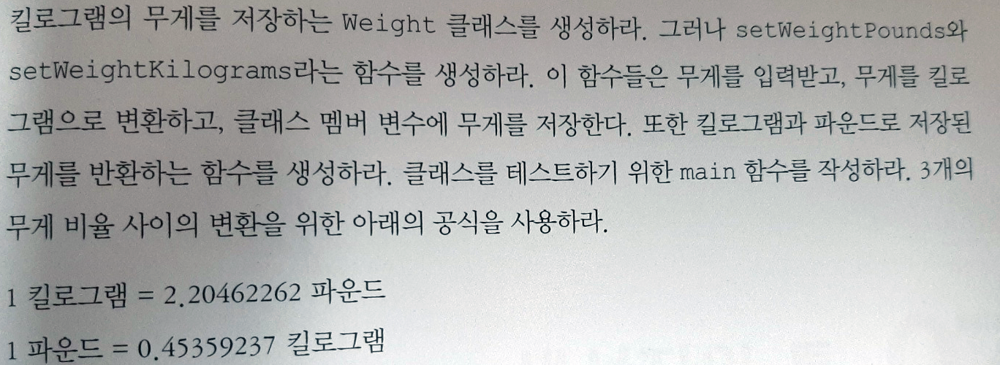 킬로그램의 무게를 저장하는 Weight 클래스를 생성하라. 그러나 setWeightPounds와
setWeightKilograms라는 함수를 생성하라. 이 함수들은 무게를 입력받고, 무게를 킬로
그램으로 변환하고, 클래스 멤버 변수에 무게를 저장한다. 또한 킬로그램과 파운드로 저장된
무게를 반환하는 함수를 생성하라. 클래스를 테스트하기 위한 main 함수를 작성하라. 3개의
무게 비율 사이의 변환을 위한 아래의 공식을 사용하라.
1 킬로그램 = 2.20462262 파운드
1 파운드 = 0.45359237 킬로그램